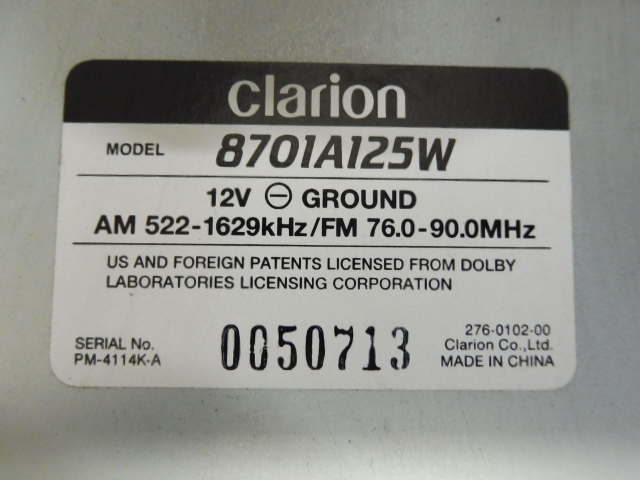 clarion
MODEL 8701A125W
12V ⊖ GROUND
AM 522-1629kHz/FM 76.0-90.0MHz
US AND FOREIGN PATENTS LICENSED FROM DOLBY
LABORATORIES LICENSING CORPORATION
SERIAL No.
PM-4114K-A
0050713
276-0102-00
Clarion Co.,Ltd.
MADE IN CHINA